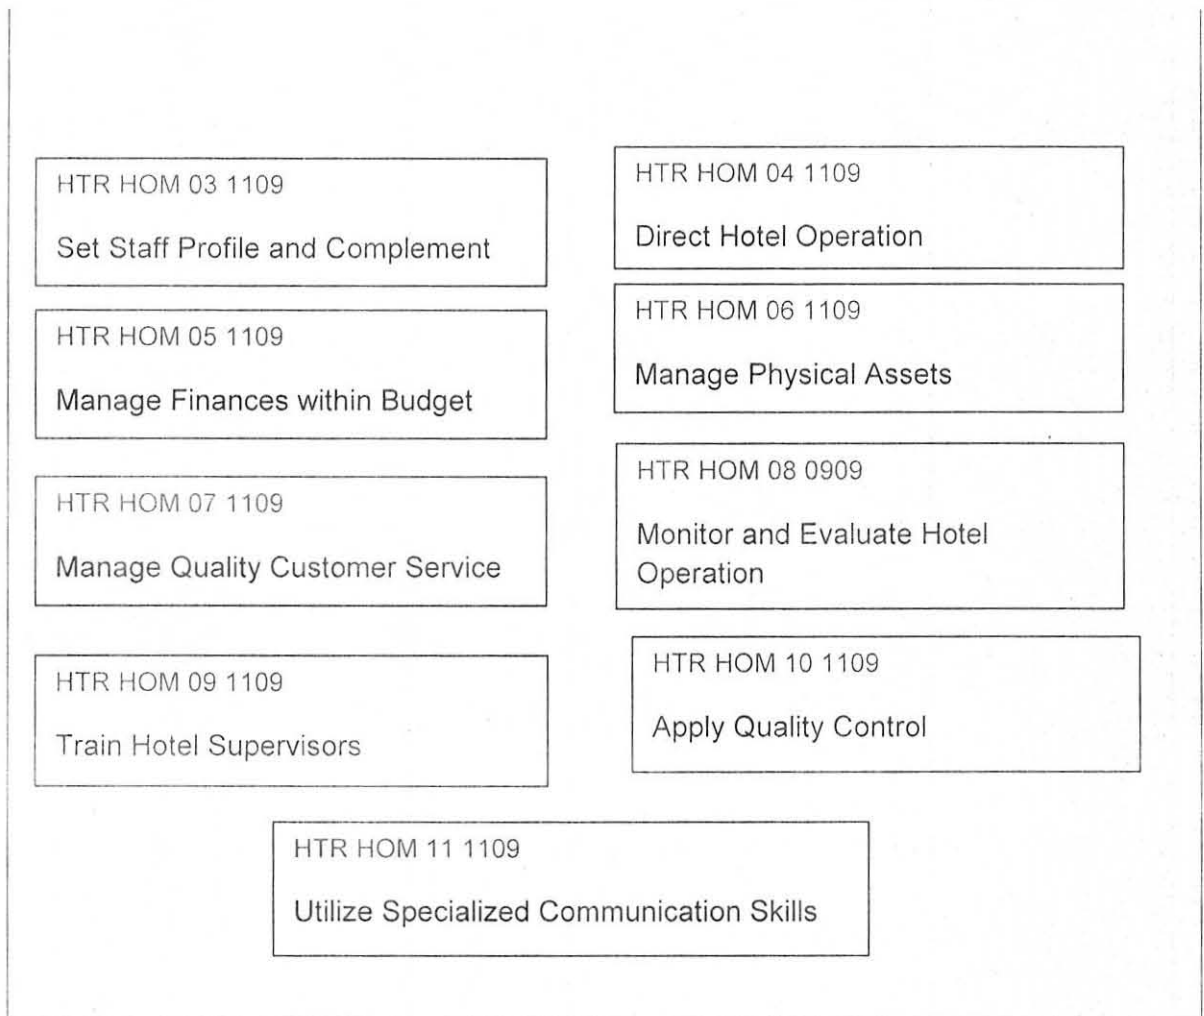 HTR HOM 03 1109
Set Staff Profile and Complement
HTR HOM 04 1109
Direct Hotel Operation
HTR HOM 05 1109
Manage Finances within Budget
HTR HOM 06 1109
Manage Physical Assets
HTR HOM 07 1109
Manage Quality Customer Service
HTR HOM 08 0909
Monitor and Evaluate Hotel
Operation
HTR HOM 09 1109
Train Hotel Supervisors
HTR HOM 10 1109
Apply Quality Control
HTR HOM 11 1109
Utilize Specialized Communication Skills